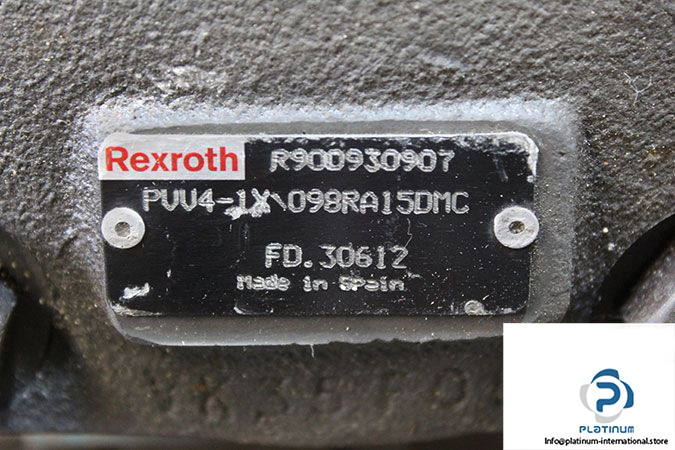 Rexroth R900930907
PVV4-1X\098RA15DMC
FD.30612
Made in Spain
PLATINUM
Info@platinum-international.store